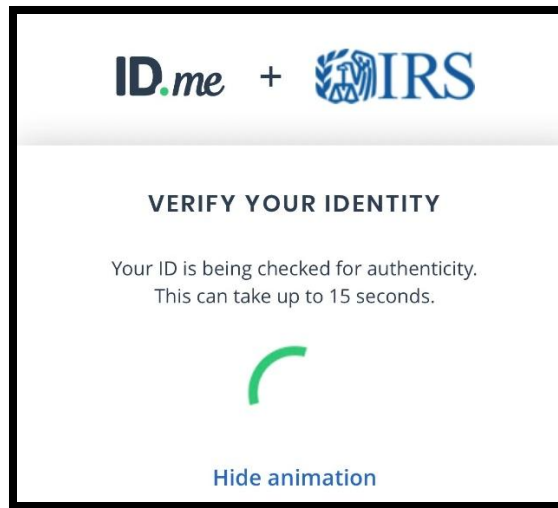 ID.me + IRS
VERIFY YOUR IDENTITY
Your ID is being checked for authenticity.
This can take up to 15 seconds.
Hide animation